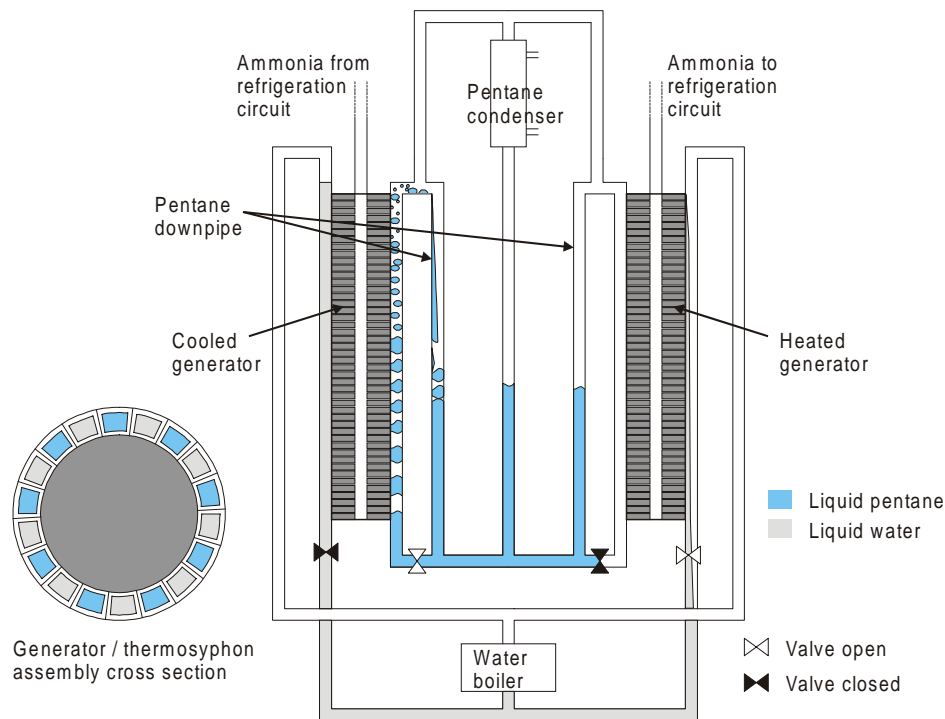 Ammonia from
refrigeration
circuit
Pentane
condenser
Ammonia to
refrigeration
circuit
Pentane
downpipe
Cooled
generator
Heated
generator
Liquid pentane
Liquid water
Generator / thermosyphon
assembly cross section
Water
boiler
Valve open
Valve closed